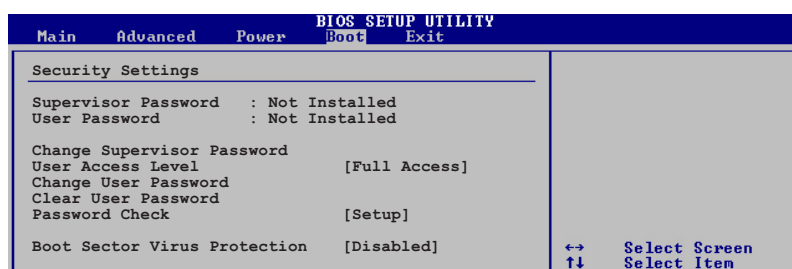 BIOS SETUP UTILITY
Main Advanced Power Boot Exit
Security Settings
Supervisor Password : Not Installed
User Password : Not Installed
Change Supervisor Password
User Access Level [Full Access]
Change User Password
Clear User Password
Password Check [Setup]
Boot Sector Virus Protection [Disabled]
↔ Select Screen
↑↓ Select Item